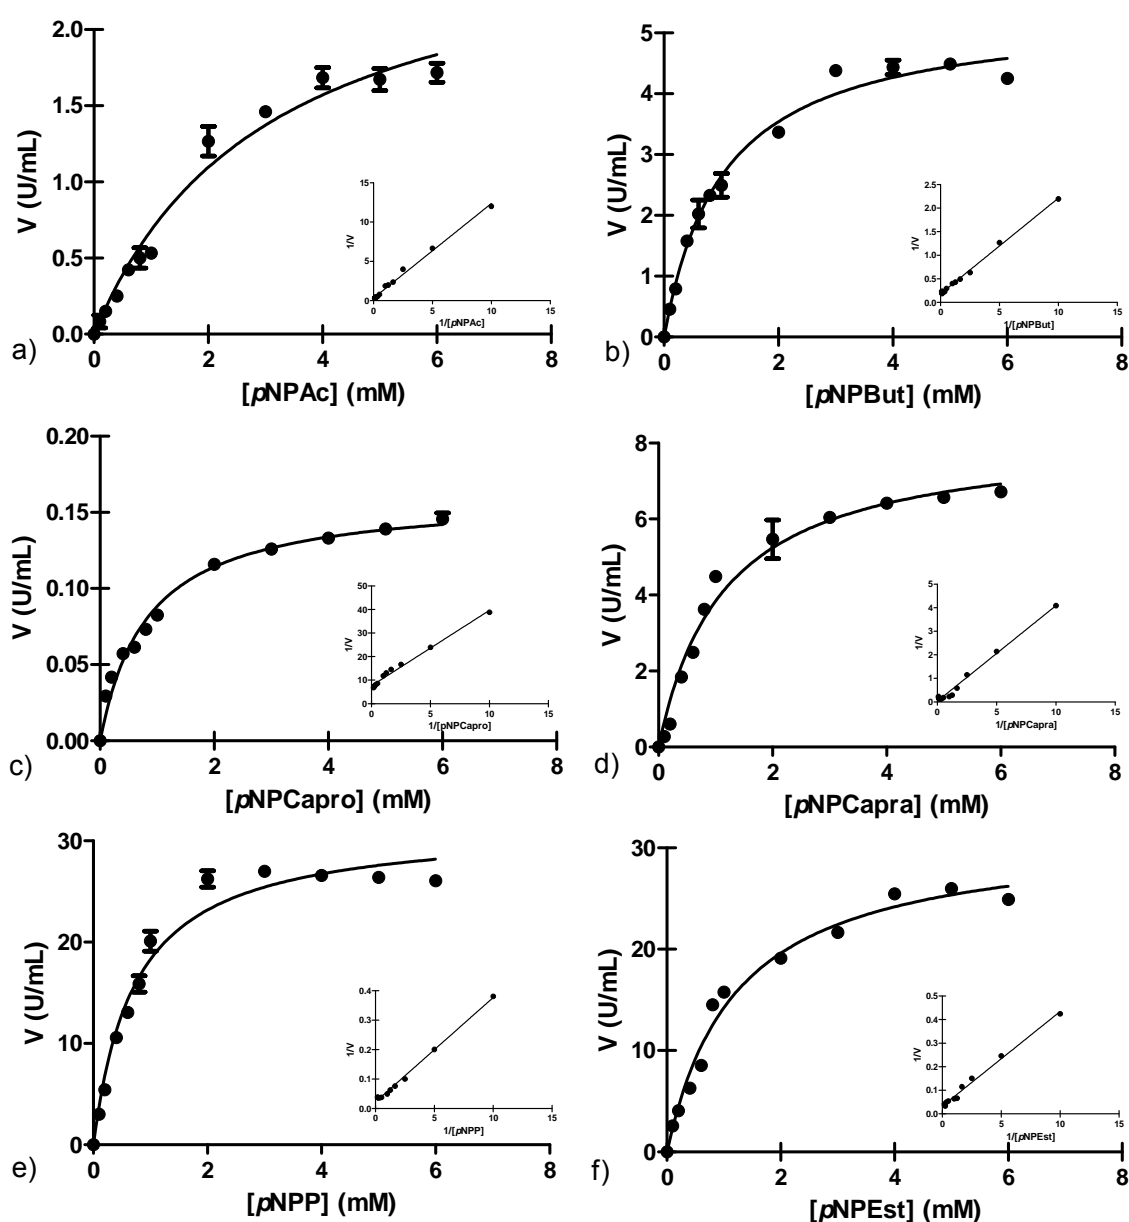 2.0
1.5
1.0
0.5
0.0
V (U/mL)
0 2 4 6 8
[pNPAc] (mM)
15
10
5
0
1/V
0 5 10 15
1/[pNPAc]
a)
5
4
3
2
1
0
V (U/mL)
0 2 4 6 8
[pNPBut] (mM)
2.5
2.0
1.5
1.0
0.5
0.0
1/V
0 5 10 15
1/[pNPBut]
b)
0.20
0.15
0.10
0.05
0.00
V (U/mL)
0 2 4 6 8
[pNPCapro] (mM)
50
40
30
20
10
0
1/V
0 5 10 15
1/[pNPCapro]
c)
8
6
4
2
0
V (U/mL)
0 2 4 6 8
[pNPCapra] (mM)
5
4
3
2
1
0
1/V
0 5 10 15
1/[pNPCapra]
d)
30
20
10
0
V (U/mL)
0 2 4 6 8
[pNPP] (mM)
0.4
0.3
0.2
0.1
0.0
1/V
0 5 10 15
1/[pNPP]
e)
30
20
10
0
V (U/mL)
0 2 4 6 8
[pNPEst] (mM)
0.5
0.4
0.3
0.2
0.1
0.0
1/V
0 5 10 15
1/[pNPEst]
f)